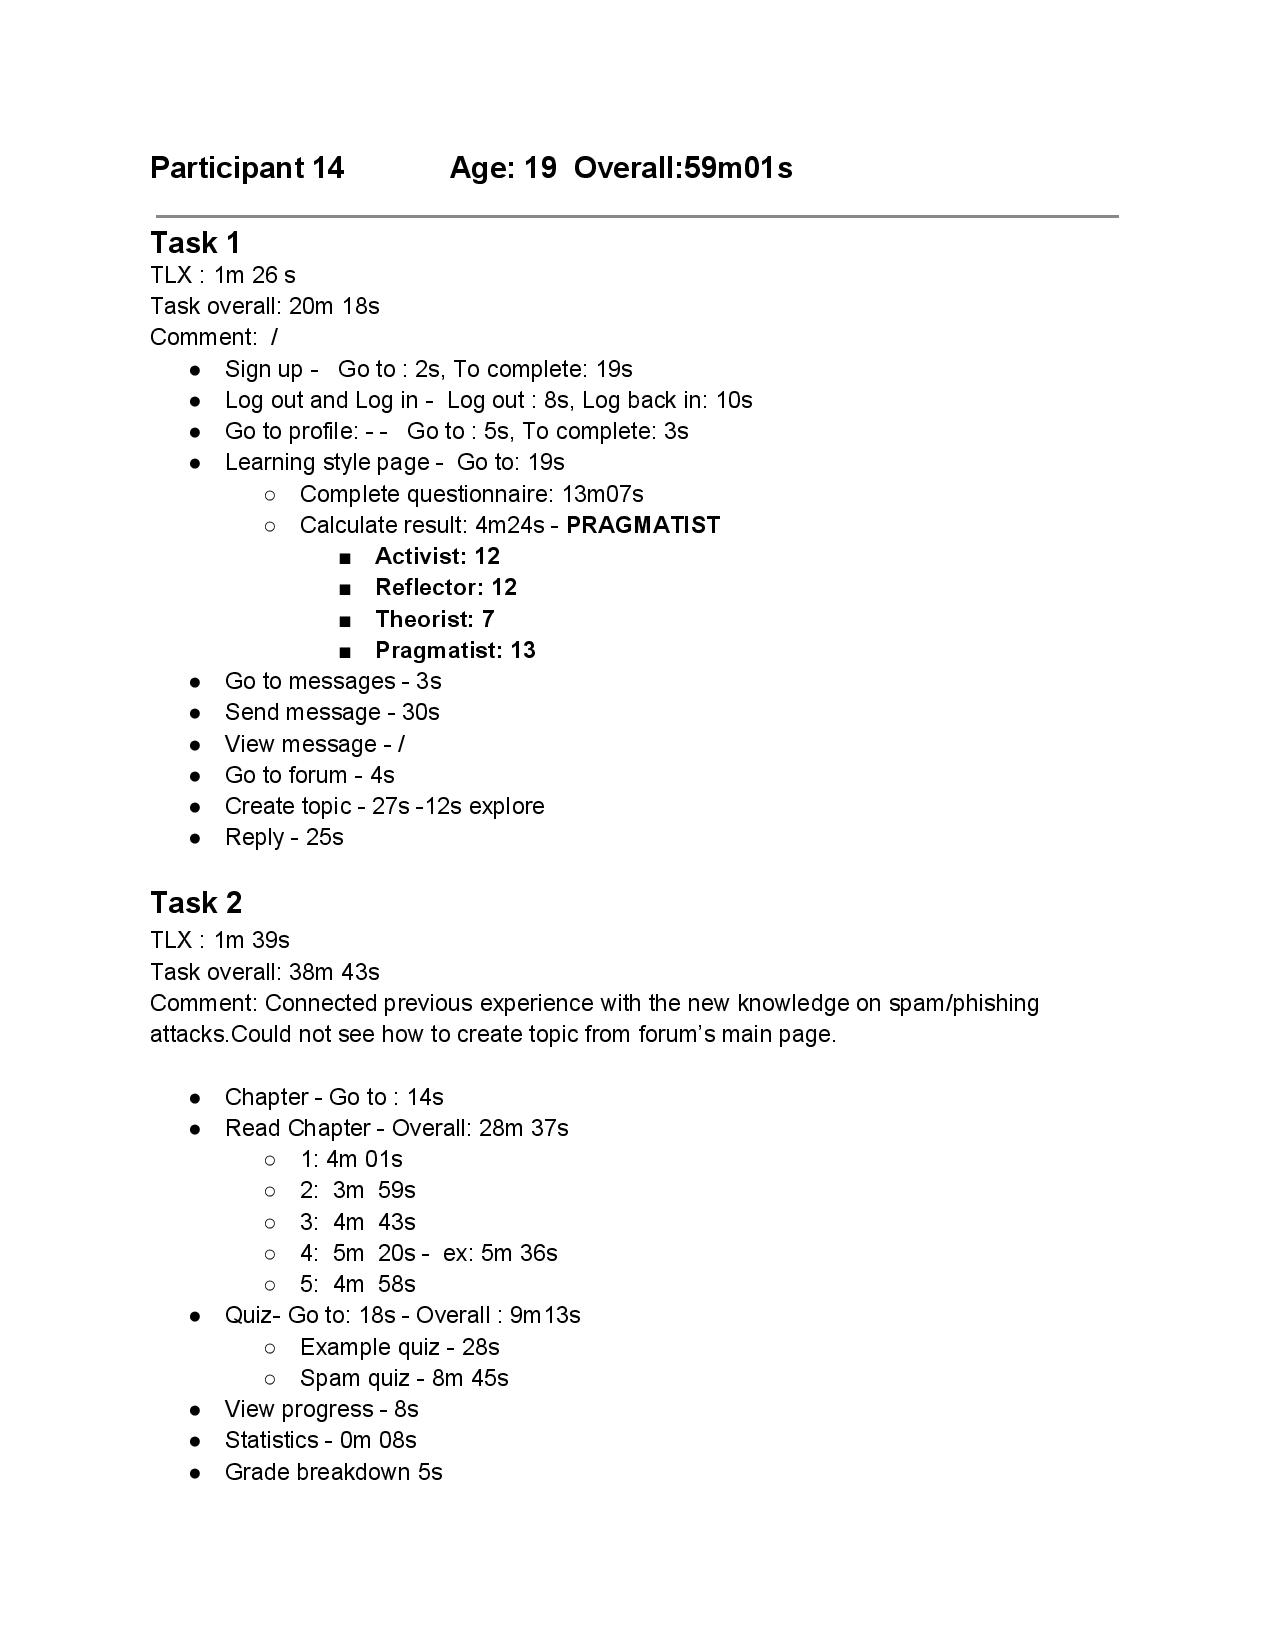 Participant 14 Age: 19 Overall:59m01s
Task 1
TLX : 1m 26 s
Task overall: 20m 18s
Comment: /
● Sign up - Go to : 2s, To complete: 19s
● Log out and Log in - Log out : 8s, Log back in: 10s
● Go to profile: - - Go to : 5s, To complete: 3s
● Learning style page - Go to: 19s
○ Complete questionnaire: 13m07s
○ Calculate result: 4m24s - PRAGMATIST
■ Activist: 12
■ Reflector: 12
■ Theorist: 7
■ Pragmatist: 13
● Go to messages - 3s
● Send message - 30s
● View message - /
● Go to forum - 4s
● Create topic - 27s -12s explore
● Reply - 25s
Task 2
TLX : 1m 39s
Task overall: 38m 43s
Comment: Connected previous experience with the new knowledge on spam/phishing
attacks.Could not see how to create topic from forum’s main page.
● Chapter - Go to : 14s
● Read Chapter - Overall: 28m 37s
○ 1: 4m 01s
○ 2: 3m 59s
○ 3: 4m 43s
○ 4: 5m 20s - ex: 5m 36s
○ 5: 4m 58s
● Quiz- Go to: 18s - Overall : 9m13s
○ Example quiz - 28s
○ Spam quiz - 8m 45s
● View progress - 8s
● Statistics - 0m 08s
● Grade breakdown 5s